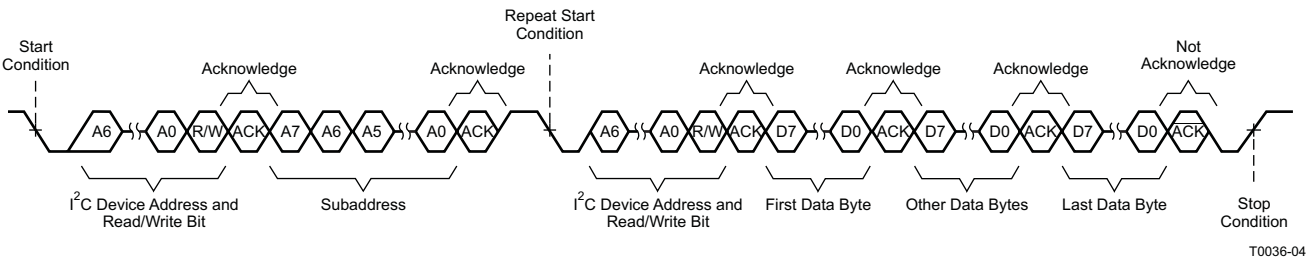 Start
Condition
Acknowledge
Acknowledge
Repeat Start
Condition
Acknowledge
Acknowledge
Acknowledge
Not
Acknowledge
A6 A0 R/W ACK A7 A6 A5 A0 ACK A6 A0 R/W ACK D7 D0 ACK D7 D0 ACK D7 D0 A̅C̅K̅
I²C Device Address and
Read/Write Bit
Subaddress
I²C Device Address and
Read/Write Bit
First Data Byte
Other Data Bytes
Last Data Byte
Stop
Condition
T0036-04